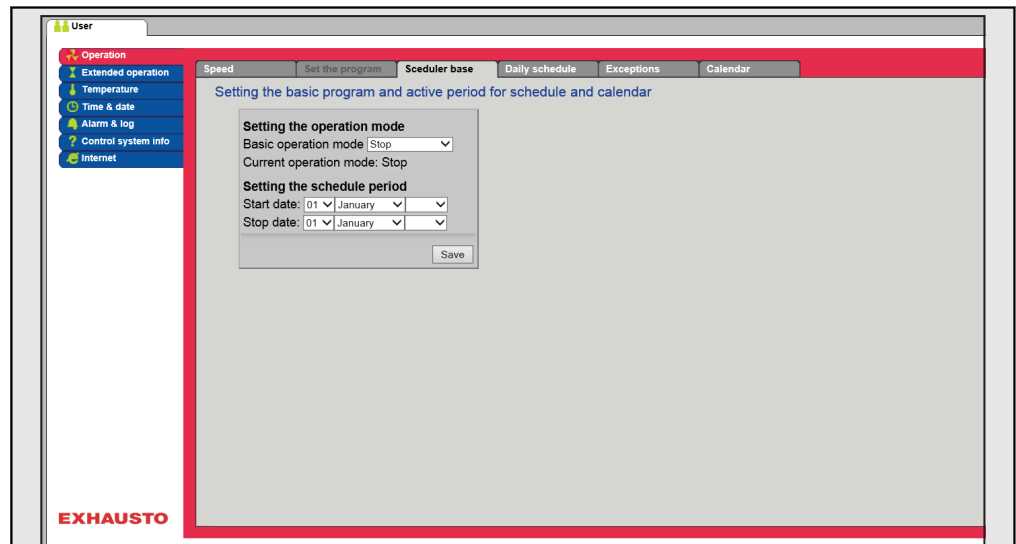 User
Operation
Extended operation
Temperature
Time & date
Alarm & log
Control system info
Internet
Speed
Set the program
Sceduler base
Daily schedule
Exceptions
Calendar
Setting the basic program and active period for schedule and calendar
Setting the operation mode
Basic operation mode Stop
Current operation mode: Stop
Setting the schedule period
Start date: 01 January
Stop date: 01 January
Save
EXHAUSTO